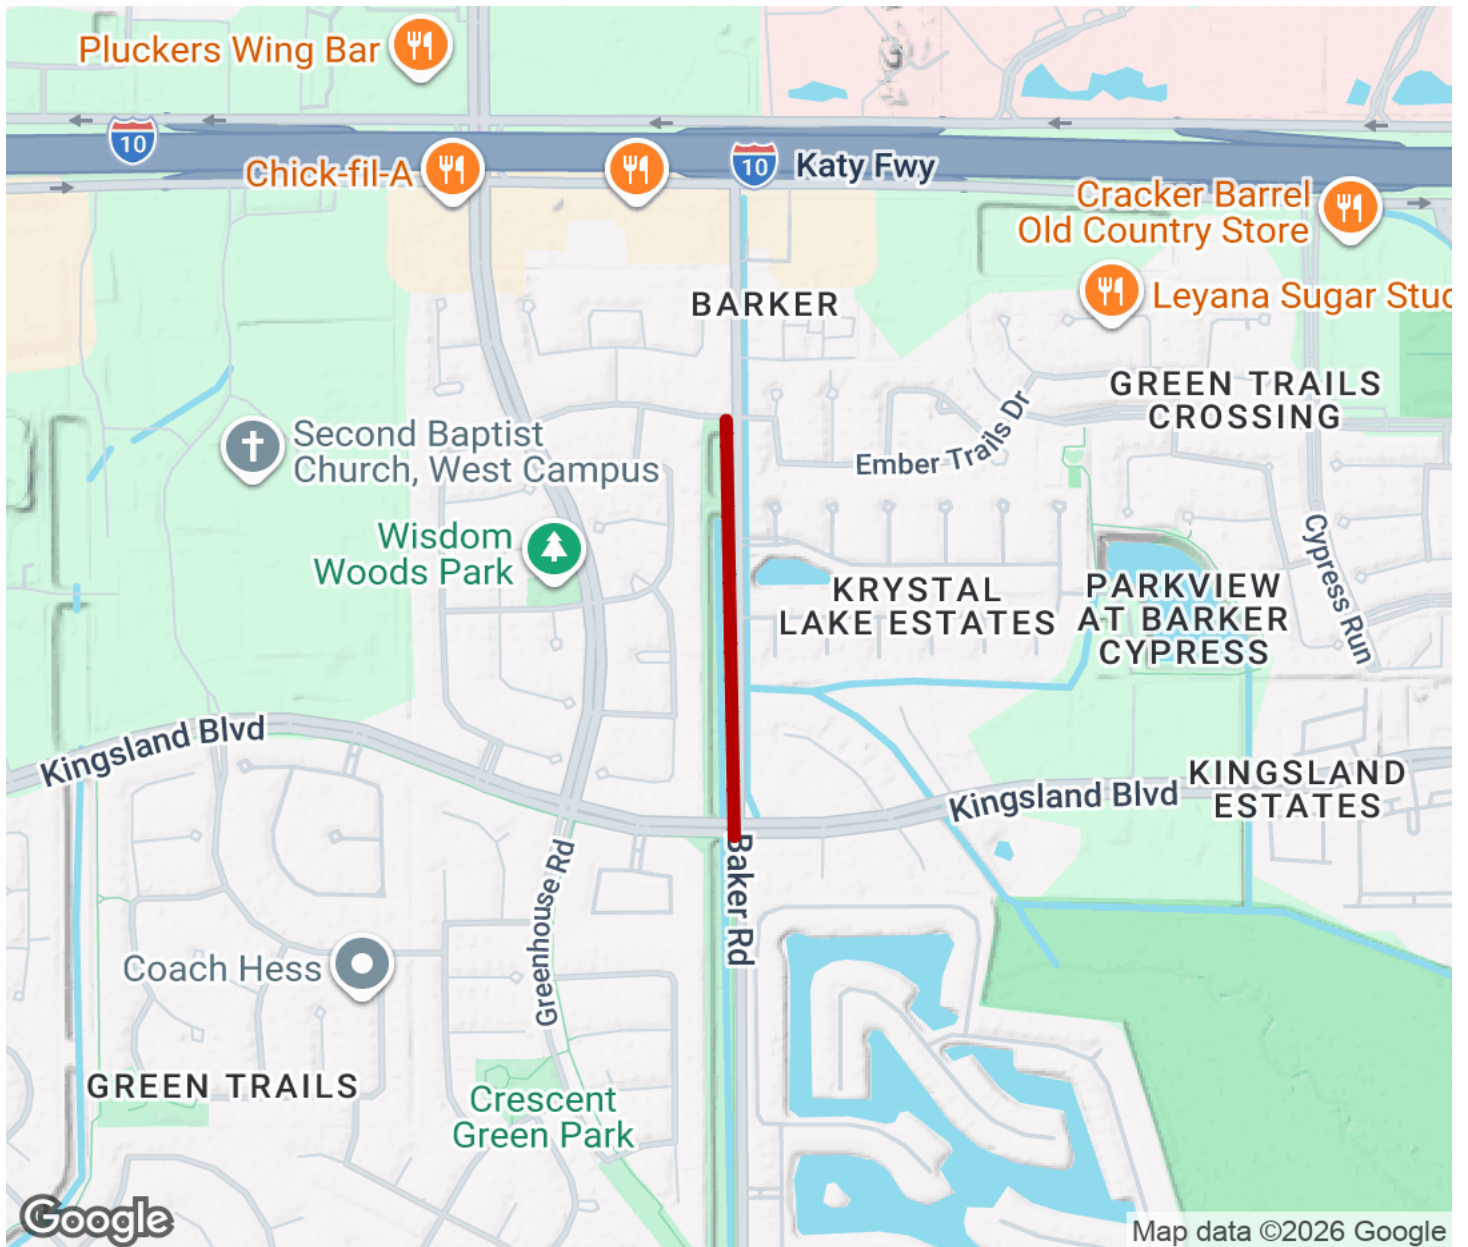 Pluckers Wing Bar
10
Chick-fil-A
10
Katy Fwy
Cracker Barrel
Old Country Store
BARKER
Leyana Sugar Stud
GREEN TRAILS
CROSSING
Second Baptist
Church, West Campus
Ember Trails Dr
Wisdom
Woods Park
Cypress Run
KRYSTAL
LAKE ESTATES
PARKVIEW
AT BARKER
CYPRESS
Kingsland Blvd
Kingsland Blvd
KINGSLAND
ESTATES
Greenhouse Rd
Baker Rd
Coach Hess
GREEN TRAILS
Crescent
Green Park
Google
Map data ©2026 Google